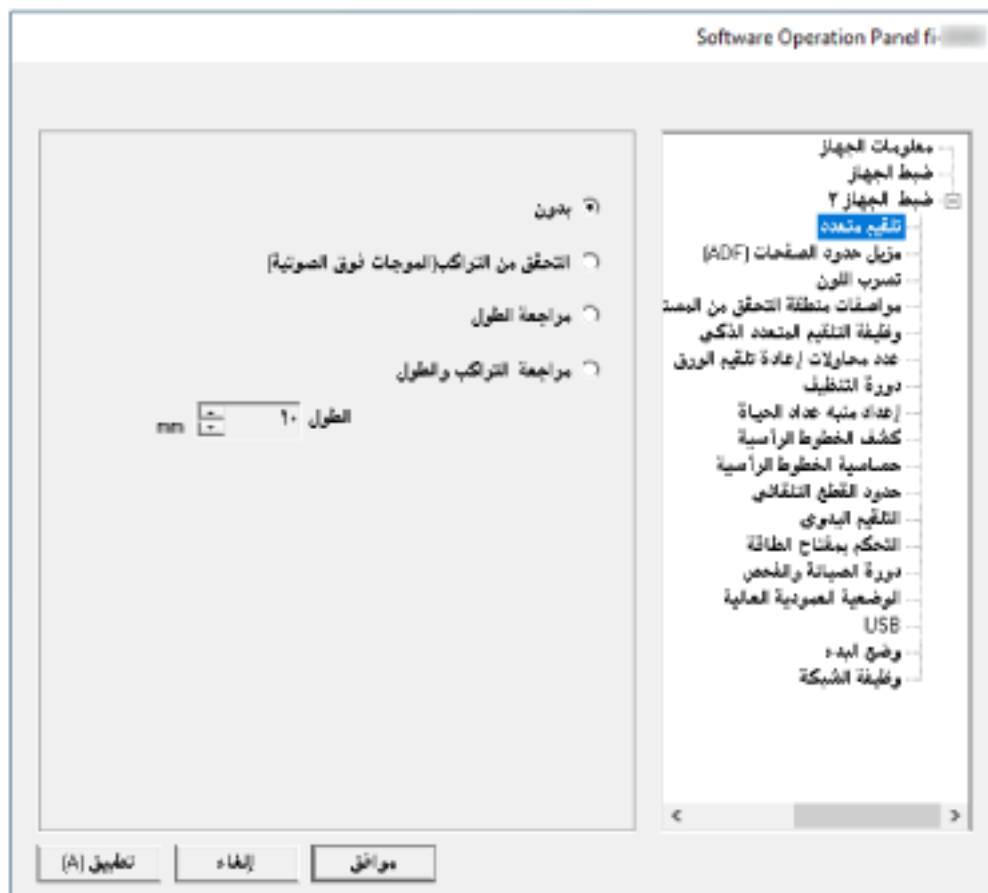 Software Operation Panel fi-
معلومات الجهاز
ضبط الجهاز
ضبط الجهاز ٢
تلقيم متعدد
مزيل حدود الصفحات (ADF)
تسرب اللون
مواصفات منطقة التحقق من المست
وظيفة التلقيم المتعدد الذكي
عدد محاولات إعادة تلقيم الورق
دورة التنظيف
إعداد منبه عداد الحياة
كشف الخطوط الرأسية
حساسية الخطوط الرأسية
حدود القطع التلقائي
التلقيم اليدوي
التحكم بمفتاح الطاقة
دورة الصيانة والفحص
الوضعية العمودية العالية
USB
وضع البدء
وظيفة الشبكة
بدون
التحقق من التراكب(الموجات فوق الصوتية)
مراجعة الطول
مراجعة التراكب والطول
الطول ١٠ mm
موافق
إلغاء
تطبيق (A)